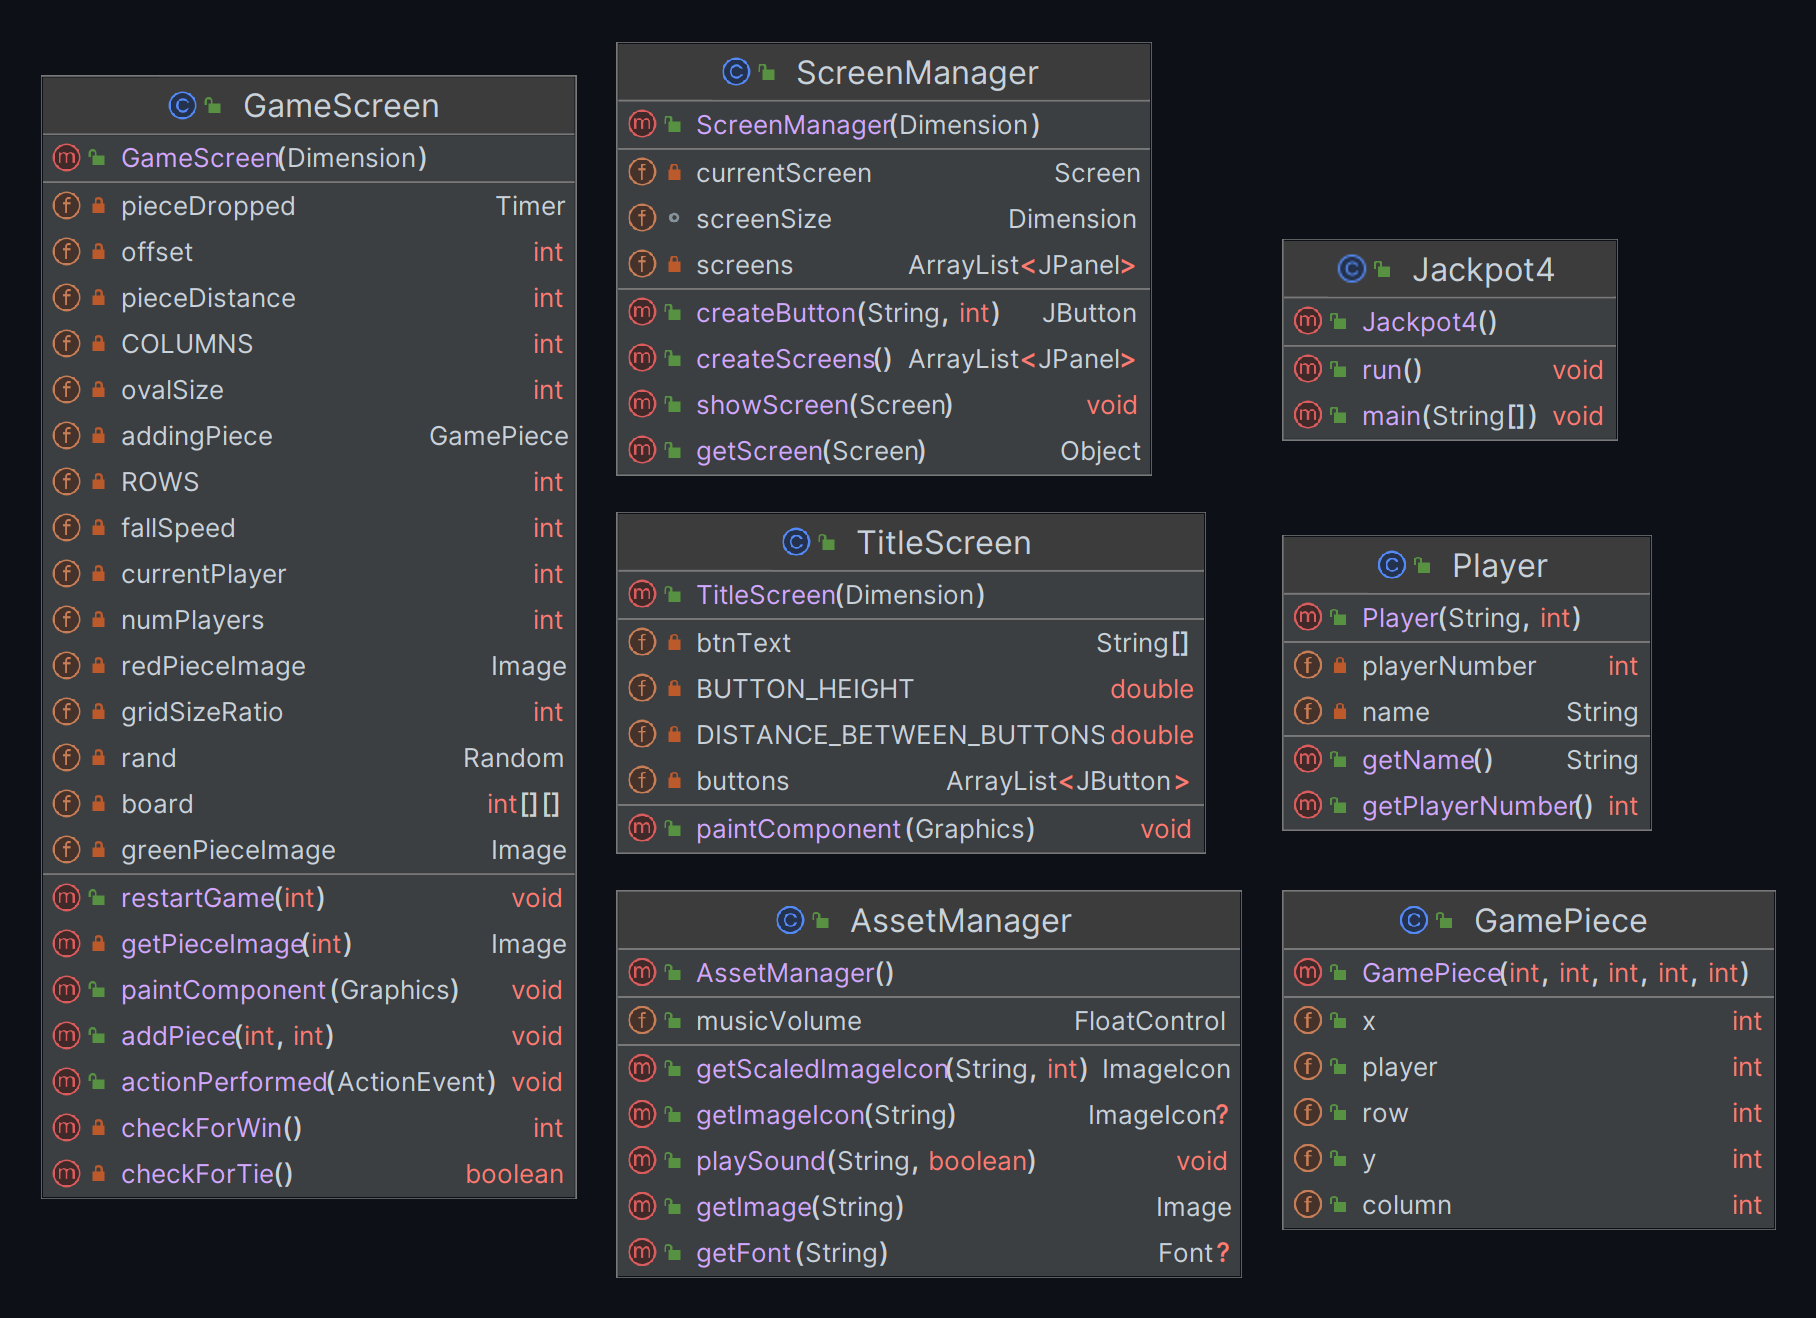 GameScreen
GameScreen(Dimension)
pieceDropped Timer
offset int
pieceDistance int
COLUMNS int
ovalSize int
addingPiece GamePiece
ROWS int
fallSpeed int
currentPlayer int
numPlayers int
redPieceImage Image
gridSizeRatio int
rand Random
board int[][]
greenPieceImage Image
restartGame(int) void
getPieceImage(int) Image
paintComponent(Graphics) void
addPiece(int, int) void
actionPerformed(ActionEvent) void
checkForWin() int
checkForTie() boolean
ScreenManager
ScreenManager(Dimension)
currentScreen Screen
screenSize Dimension
screens ArrayList<JPanel>
createButton(String, int) JButton
createScreens() ArrayList<JPanel>
showScreen(Screen) void
getScreen(Screen) Object
TitleScreen
TitleScreen(Dimension)
btnText String[]
BUTTON_HEIGHT double
DISTANCE_BETWEEN_BUTTONS double
buttons ArrayList<JButton>
paintComponent(Graphics) void
AssetManager
AssetManager()
musicVolume FloatControl
getScaledImageIcon(String, int) ImageIcon
getImageIcon(String) ImageIcon?
playSound(String, boolean) void
getImage(String) Image
getFont(String) Font?
Jackpot4
Jackpot4()
run() void
main(String[]) void
Player
Player(String, int)
playerNumber int
name String
getName() String
getPlayerNumber() int
GamePiece
GamePiece(int, int, int, int, int)
x int
player int
row int
y int
column int